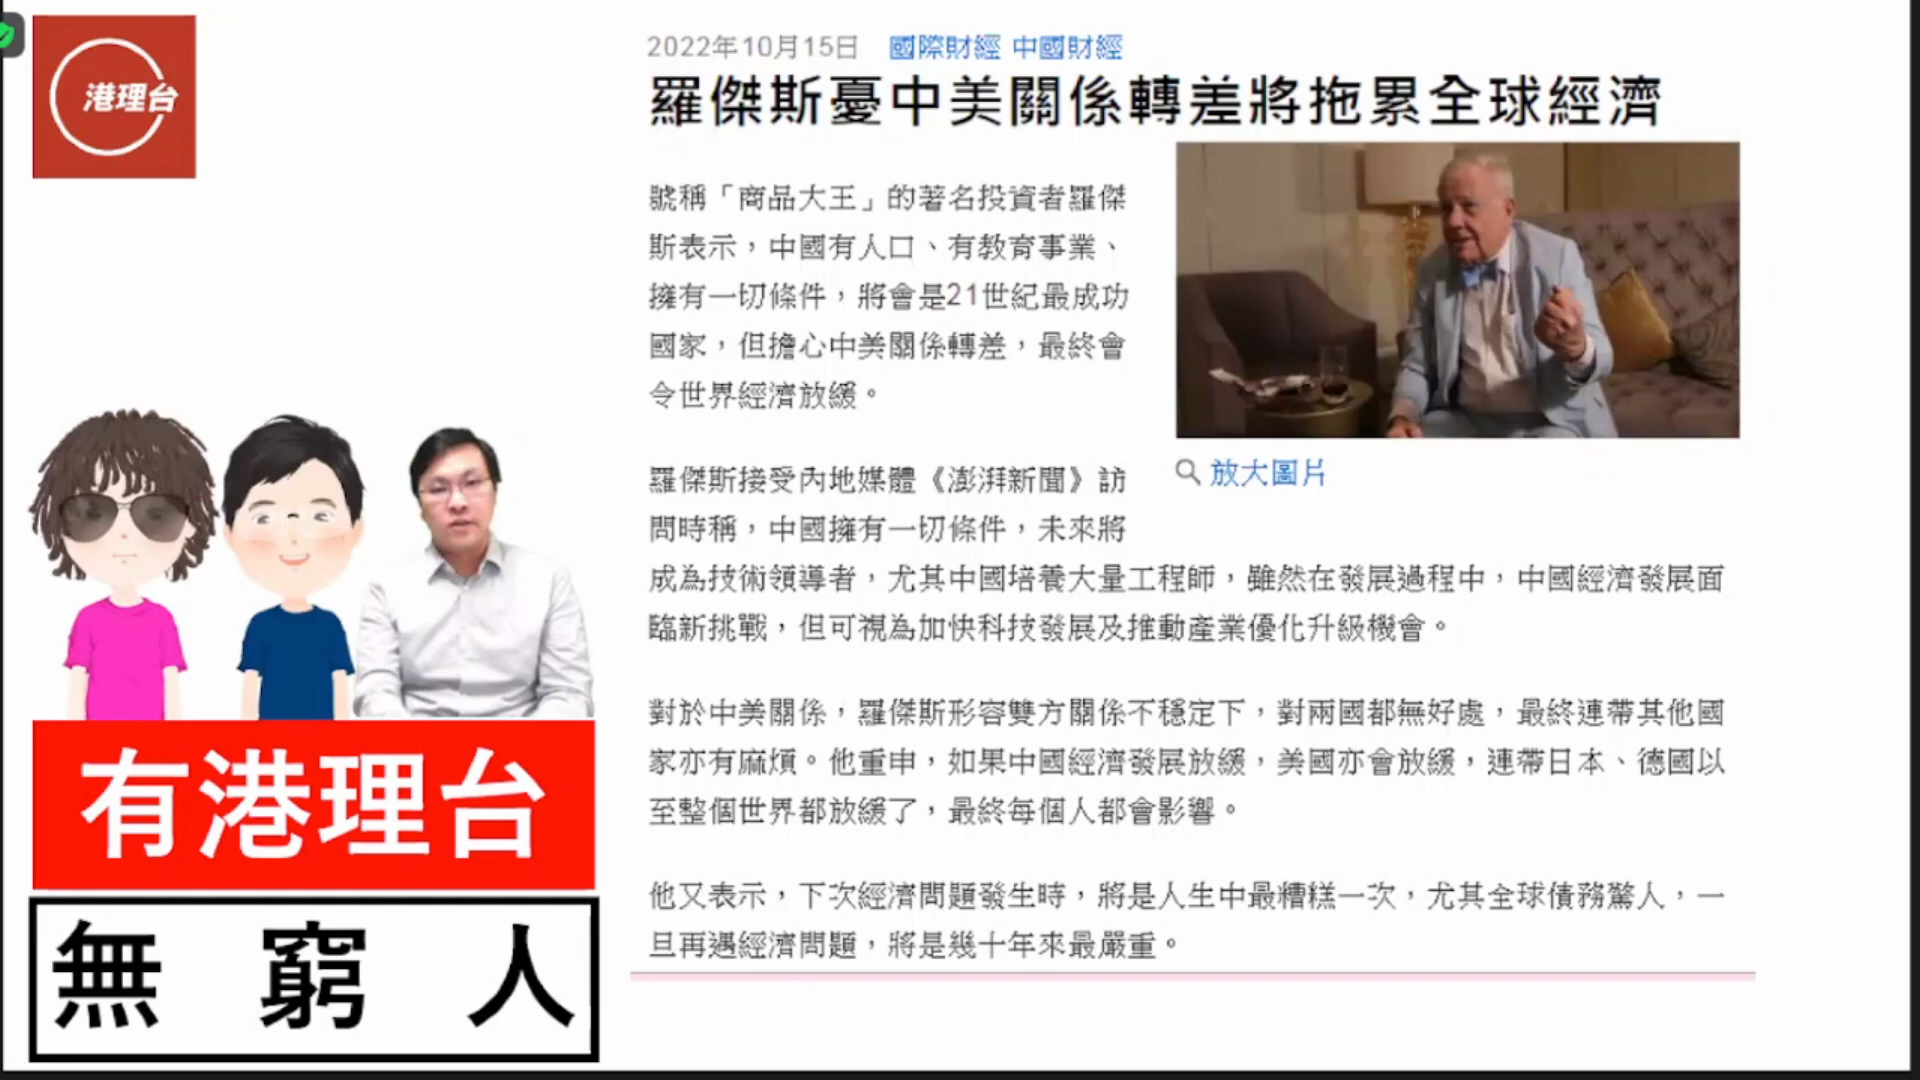 港理台
2022年10月15日 國際財經 中國財經
羅傑斯憂中美關係轉差將拖累全球經濟
號稱「商品大王」的著名投資者羅傑
斯表示，中國有人口、有教育事業、
擁有一切條件，將會是21世紀最成功
國家，但擔心中美關係轉差，最終會
令世界經濟放緩。
放大圖片
羅傑斯接受內地媒體《澎湃新聞》訪
問時稱，中國擁有一切條件，未來將
成為技術領導者，尤其中國培養大量工程師，雖然在發展過程中，中國經濟發展面
臨新挑戰，但可視為加快科技發展及推動產業優化升級機會。
對於中美關係，羅傑斯形容雙方關係不穩定下，對兩國都無好處，最終連帶其他國
家亦有麻煩。他重申，如果中國經濟發展放緩，美國亦會放緩，連帶日本、德國以
至整個世界都放緩了，最終每個人都會影響。
他又表示，下次經濟問題發生時，將是人生中最糟糕一次，尤其全球債務驚人，一
旦再遇經濟問題，將是幾十年來最嚴重。
有港理台
無 窮 人